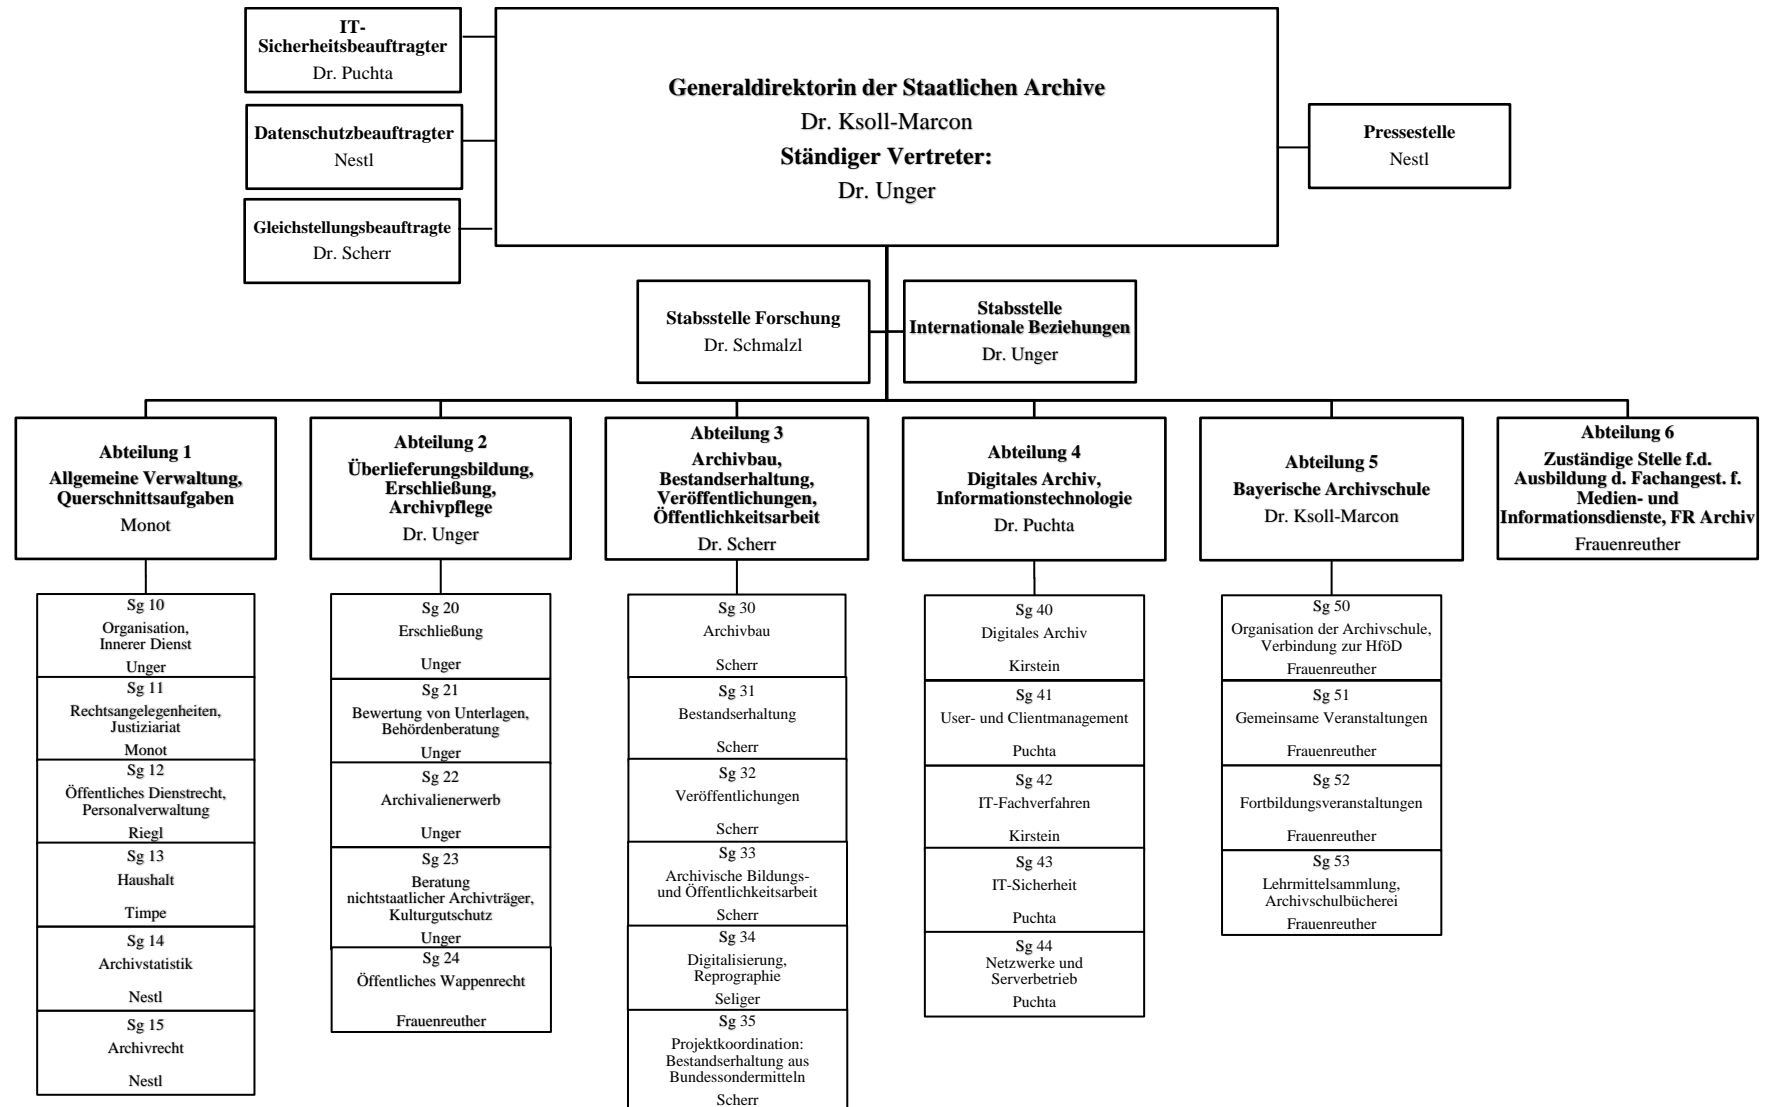 IT-
Sicherheitsbeauftragter
Dr. Puchta
Datenschutzbeauftragter
Nestl
Gleichstellungsbeauftragte
Dr. Scherr
Generaldirektorin der Staatlichen Archive
Dr. Ksoll-Marcon
Ständiger Vertreter:
Dr. Unger
Pressestelle
Nestl
Stabsstelle Forschung
Dr. Schmalzl
Stabsstelle
Internationale Beziehungen
Dr. Unger
Abteilung 1
Allgemeine Verwaltung,
Querschnittsaufgaben
Monot
Sg 10
Organisation,
Innerer Dienst
Unger
Sg 11
Rechtsangelegenheiten,
Justiziariat
Monot
Sg 12
Öffentliches Dienstrecht,
Personalverwaltung
Riegl
Sg 13
Haushalt
Timpe
Sg 14
Archivstatistik
Nestl
Sg 15
Archivrecht
Nestl
Abteilung 2
Überlieferungsbildung,
Erschließung,
Archivpflege
Dr. Unger
Sg 20
Erschließung
Unger
Sg 21
Bewertung von Unterlagen,
Behördenberatung
Unger
Sg 22
Archivalienerwerb
Unger
Sg 23
Beratung
nichtstaatlicher Archivträger,
Kulturgutschutz
Unger
Sg 24
Öffentliches Wappenrecht
Frauenreuther
Abteilung 3
Archivbau,
Bestandserhaltung,
Veröffentlichungen,
Öffentlichkeitsarbeit
Dr. Scherr
Sg 30
Archivbau
Scherr
Sg 31
Bestandserhaltung
Scherr
Sg 32
Veröffentlichungen
Scherr
Sg 33
Archivische Bildungs-
und Öffentlichkeitsarbeit
Scherr
Sg 34
Digitalisierung,
Reprographie
Seliger
Sg 35
Projektkoordination:
Bestandserhaltung aus
Bundessondermitteln
Scherr
Abteilung 4
Digitales Archiv,
Informationstechnologie
Dr. Puchta
Sg 40
Digitales Archiv
Kirstein
Sg 41
User- und Clientmanagement
Puchta
Sg 42
IT-Fachverfahren
Kirstein
Sg 43
IT-Sicherheit
Puchta
Sg 44
Netzwerke und
Serverbetrieb
Puchta
Abteilung 5
Bayerische Archivschule
Dr. Ksoll-Marcon
Sg 50
Organisation der Archivschule,
Verbindung zur HföD
Frauenreuther
Sg 51
Gemeinsame Veranstaltungen
Frauenreuther
Sg 52
Fortbildungsveranstaltungen
Frauenreuther
Sg 53
Lehrmittelsammlung,
Archivschulbücherei
Frauenreuther
Abteilung 6
Zuständige Stelle f.d.
Ausbildung d. Fachangest. f.
Medien- und
Informationsdienste, FR Archiv
Frauenreuther